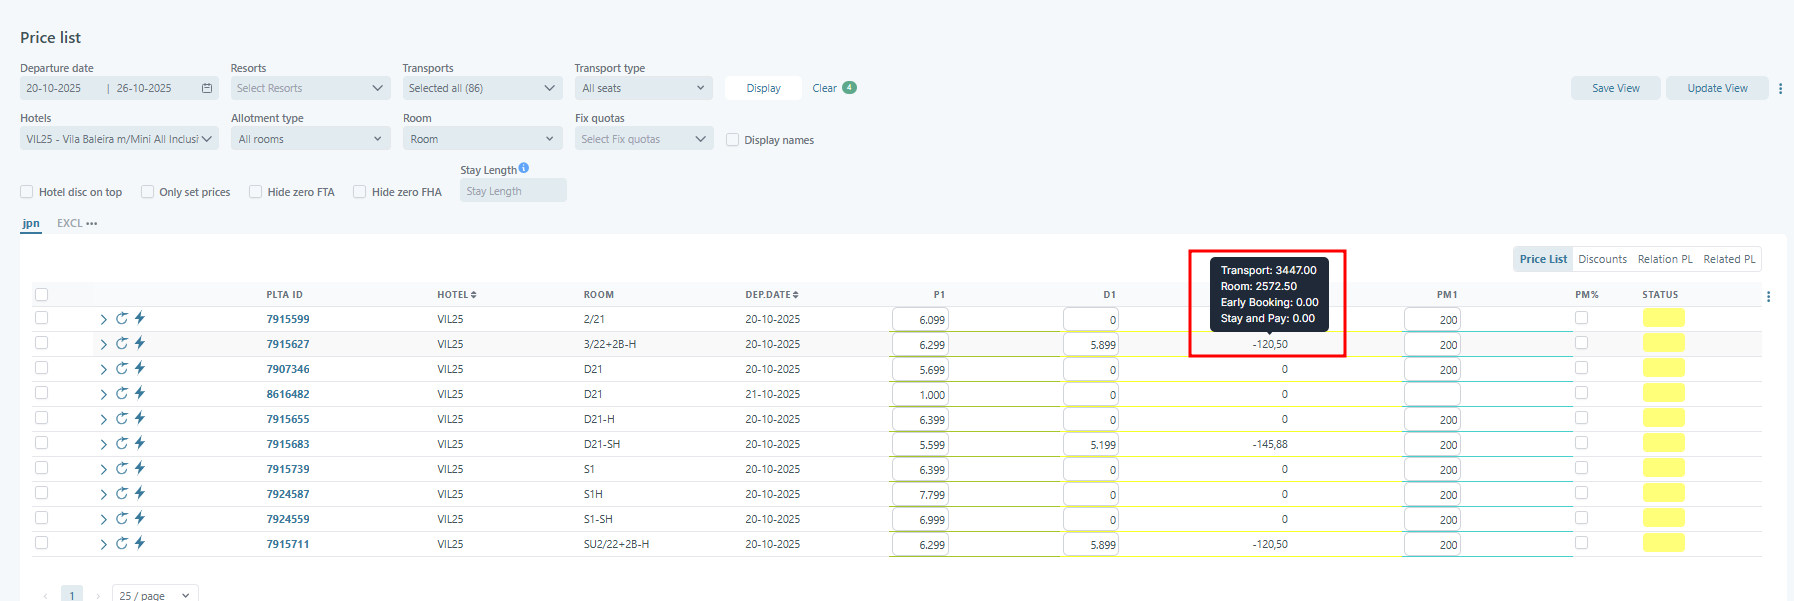 Price list
Departure date Resorts Transports Transport type
20-10-2025 | 26-10-2025 Select Resorts Selected all (86) All seats Display Clear 4 Save View Update View
Hotels Allotment type Room Fix quotas
VIL25 - Vila Baleira m/Mini All Inclusi All rooms Room Select Fix quotas Display names
Stay Length i
Hotel disc on top Only set prices Hide zero FTA Hide zero FHA Stay Length
jpn EXCL •••
Price List Discounts Relation PL Related PL
Transport: 3447.00
Room: 2572.50
Early Booking: 0.00
Stay and Pay: 0.00
PLTA ID HOTEL ROOM DEP.DATE P1 D1 PM1 PM% STATUS
7915599 VIL25 2/21 20-10-2025 6.099 0 200
7915627 VIL25 3/22+2B-H 20-10-2025 6.299 5.899 -120,50 200
7907346 VIL25 D21 20-10-2025 5.699 0 0 200
8616482 VIL25 D21 21-10-2025 1.000 0 0
7915655 VIL25 D21-H 20-10-2025 6.399 0 0 200
7915683 VIL25 D21-SH 20-10-2025 5.599 5.199 -145,88 200
7915739 VIL25 S1 20-10-2025 6.399 0 0 200
7924587 VIL25 S1H 20-10-2025 7.799 0 0 200
7924559 VIL25 S1-SH 20-10-2025 6.999 0 0 200
7915711 VIL25 SU2/22+2B-H 20-10-2025 6.299 5.899 -120,50 200
1 25 / page